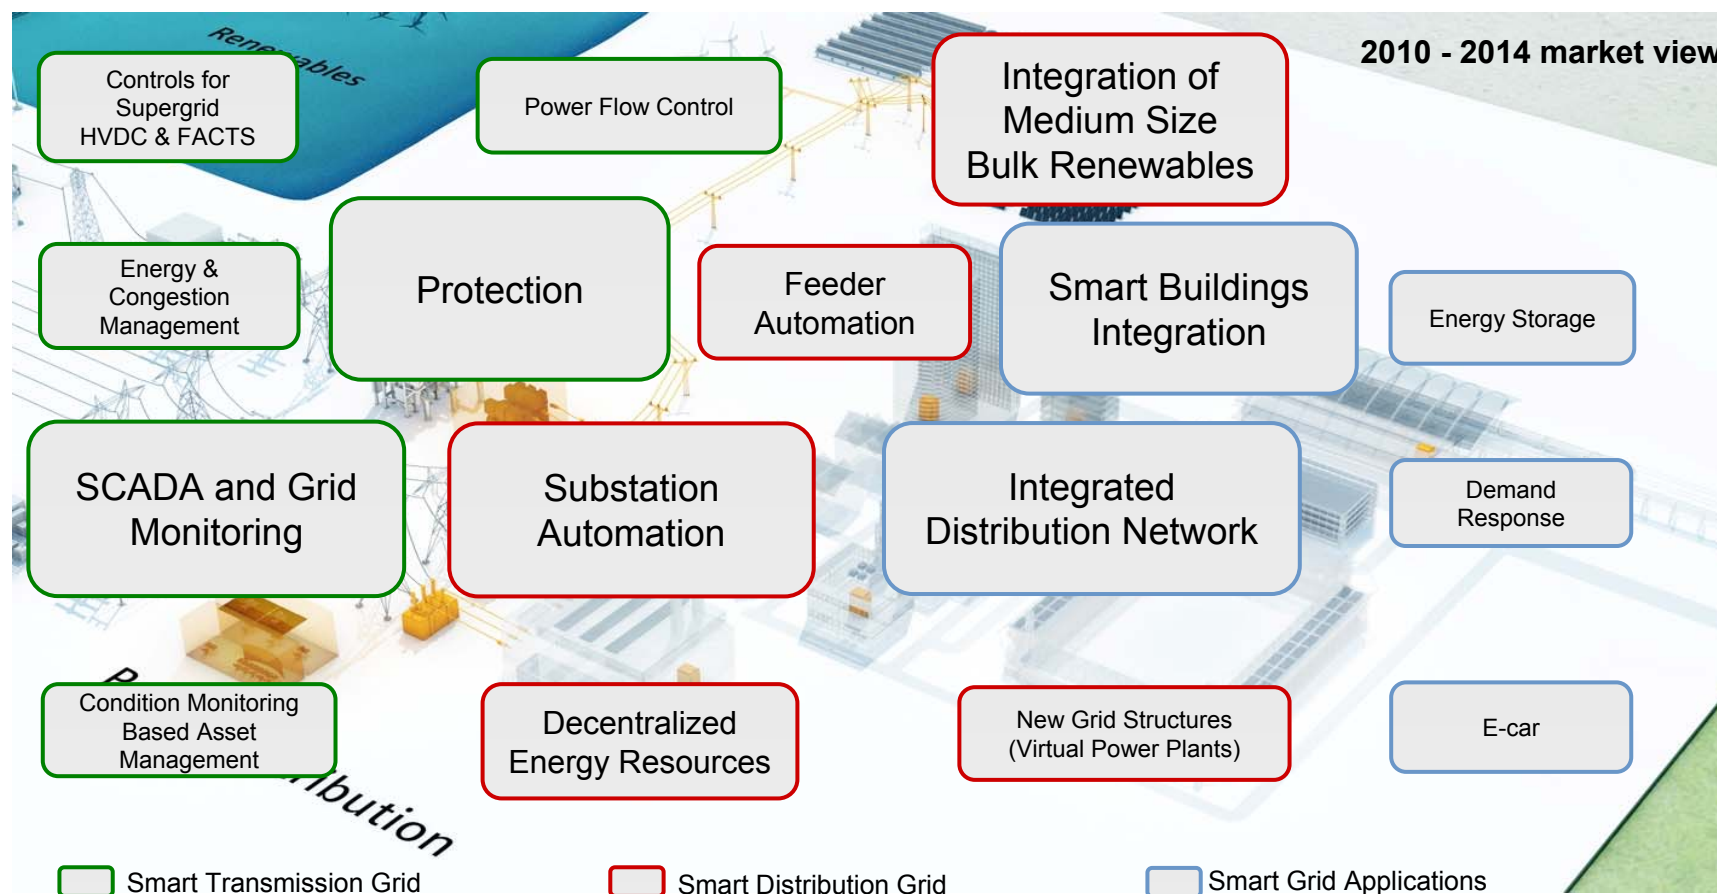 Renewables
2010 - 2014 market view
Controls for
Supergrid
HVDC & FACTS
Power Flow Control
Integration of
Medium Size
Bulk Renewables
Energy &
Congestion
Management
Protection
Feeder
Automation
Smart Buildings
Integration
Energy Storage
SCADA and Grid
Monitoring
Substation
Automation
Integrated
Distribution Network
Demand
Response
Condition Monitoring
Based Asset
Management
Decentralized
Energy Resources
New Grid Structures
(Virtual Power Plants)
E-car
Smart Transmission Grid
Smart Distribution Grid
Smart Grid Applications